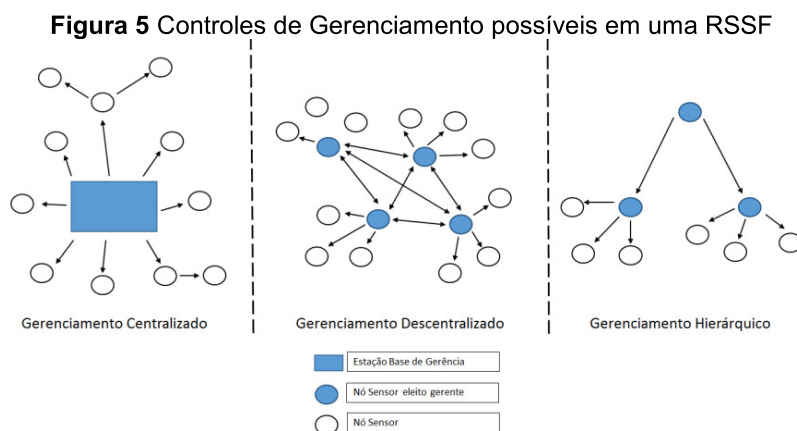 Figura 5 Controles de Gerenciamento possíveis em uma RSSF
Gerenciamento Centralizado
Gerenciamento Descentralizado
Gerenciamento Hierárquico
Estação Base de Gerência
Nó Sensor eleito gerente
Nó Sensor